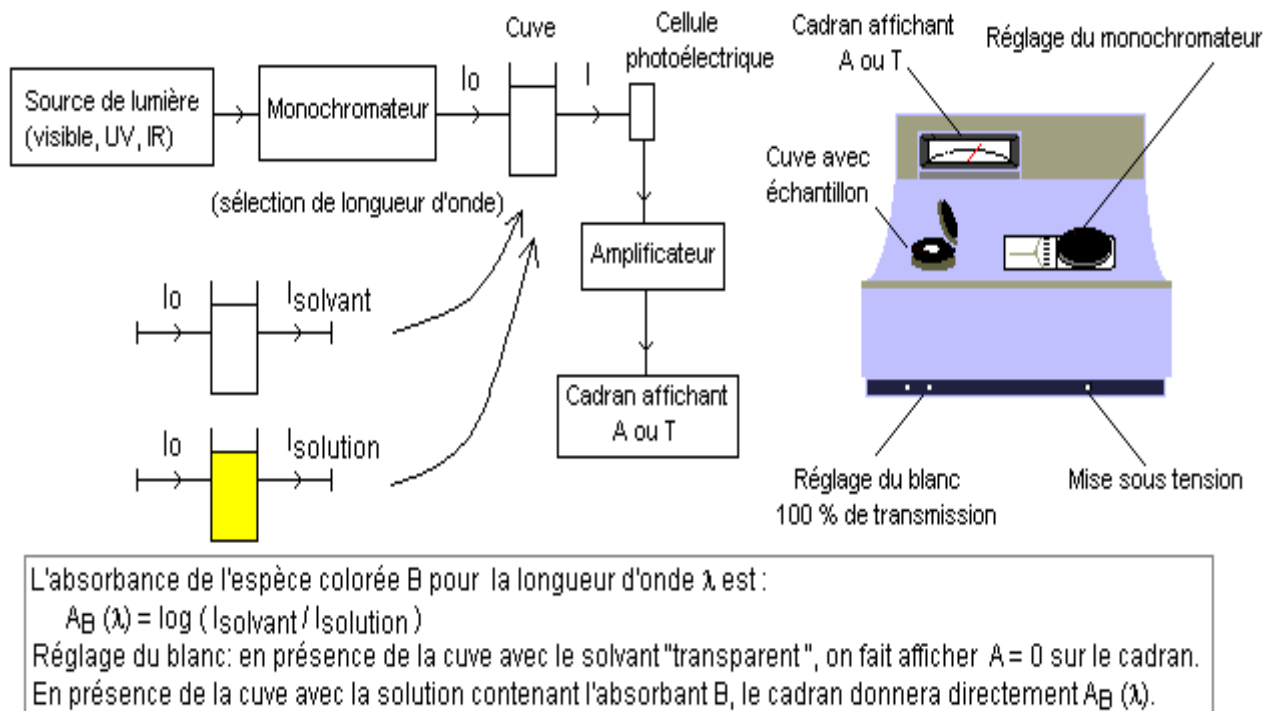 Source de lumière
(visible, UV, IR)
Monochromateur
(sélection de longueur d'onde)
Io
Cuve
I
Cellule
photoélectrique
Amplificateur
Cadran affichant
A ou T
Io
Isolvant
Io
Isolution
Cadran affichant
A ou T
Réglage du monochromateur
Cuve avec
échantillon
Réglage du blanc
100 % de transmission
Mise sous tension
L'absorbance de l'espèce colorée B pour la longueur d'onde λ est :
AB (λ) = log ( Isolvant / Isolution )
Réglage du blanc: en présence de la cuve avec le solvant "transparent", on fait afficher A = 0 sur le cadran.
En présence de la cuve avec la solution contenant l'absorbant B, le cadran donnera directement AB (λ).